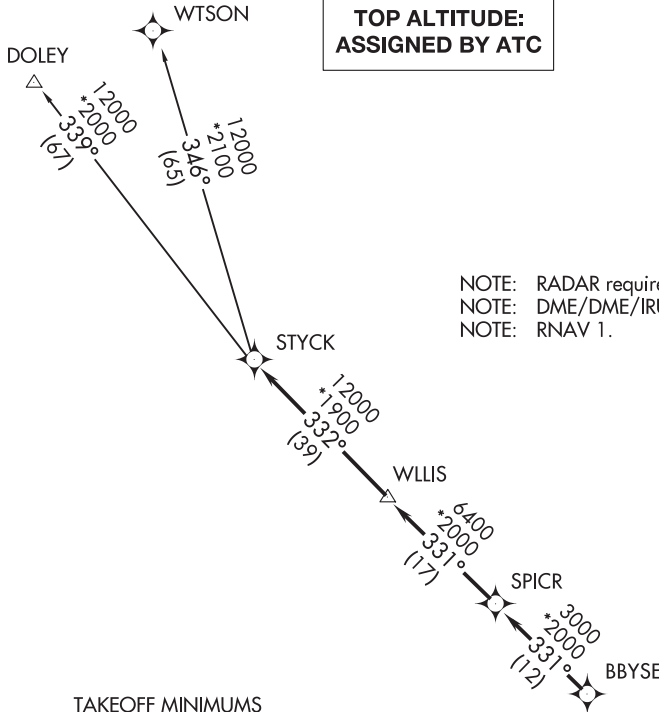 WTSON
TOP ALTITUDE:
ASSIGNED BY ATC
DOLEY
12000
*2000
339°
(67)
12000
*2100
346°
(65)
NOTE: RADAR require
NOTE: DME/DME/IRU
NOTE: RNAV 1.
STYCK
12000
*1900
332°
(39)
WLLIS
6400
*2000
331°
(17)
SPICR
3000
*2000
331°
(12)
BBYSE
TAKEOFF MINIMUMS